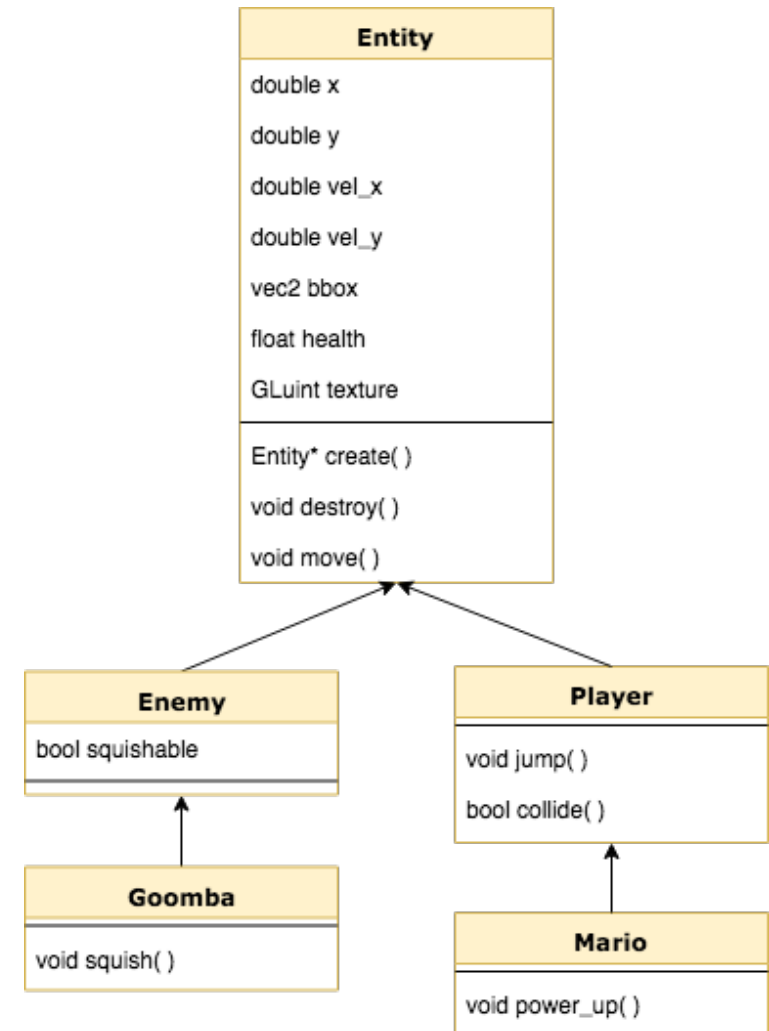 Entity
double x
double y
double vel_x
double vel_y
vec2 bbox
float health
GLuint texture
Entity* create( )
void destroy( )
void move( )
Enemy
bool squishable
Goomba
void squish( )
Player
void jump( )
bool collide( )
Mario
void power_up( )